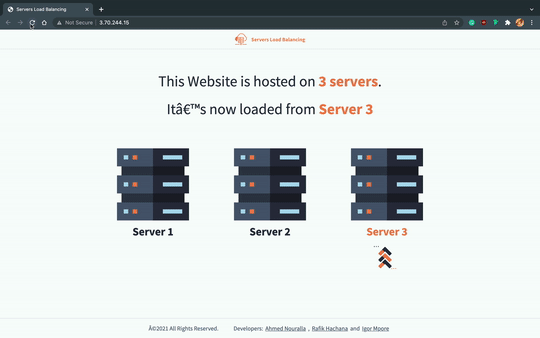 Servers Load Balancing
Not Secure 3.70.244.15
Servers Load Balancing
This Website is hosted on 3 servers.
Itâ€™s now loaded from Server 3
Server 1 Server 2 Server 3
Â©2021 All Rights Reserved. Developers: Ahmed Nouralla , Rafik Hachana and Igor Moore